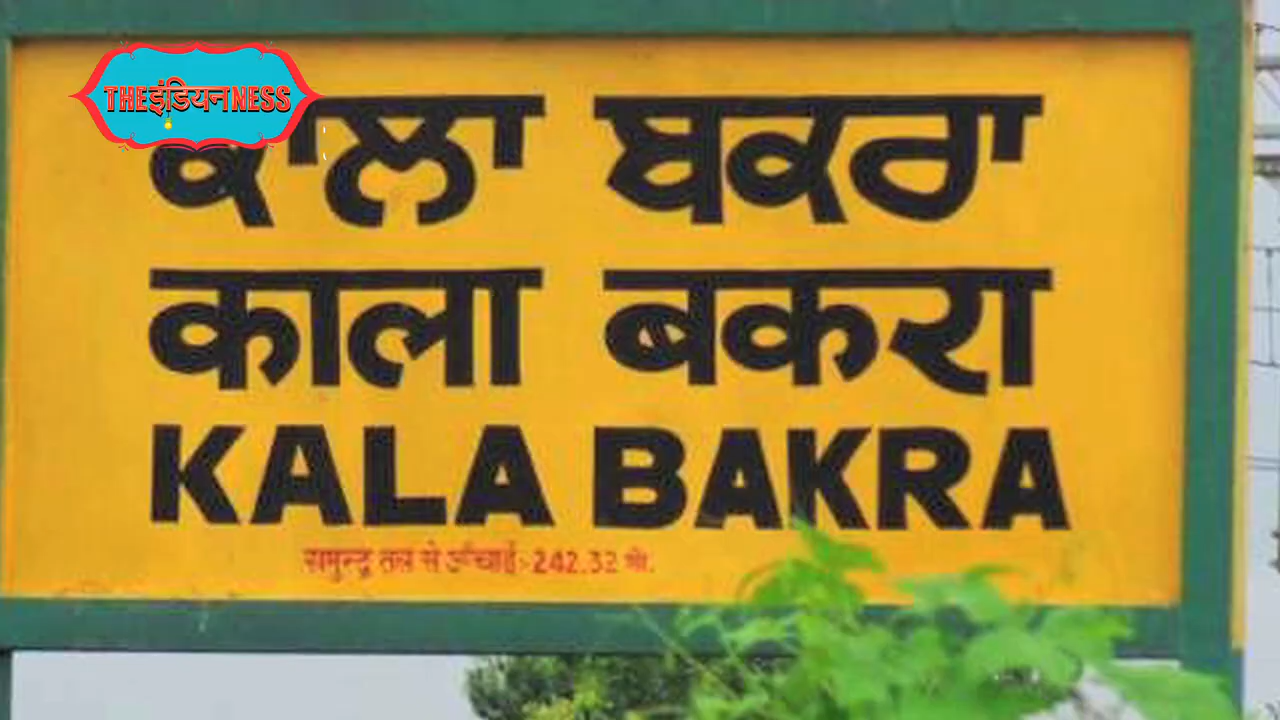 THEइंडियनNESS
ਕਾਲਾ ਬਕਰਾ
काला बकरा
KALA BAKRA
समुन्द्र तल से ऊँचाई:-242.32 मी.